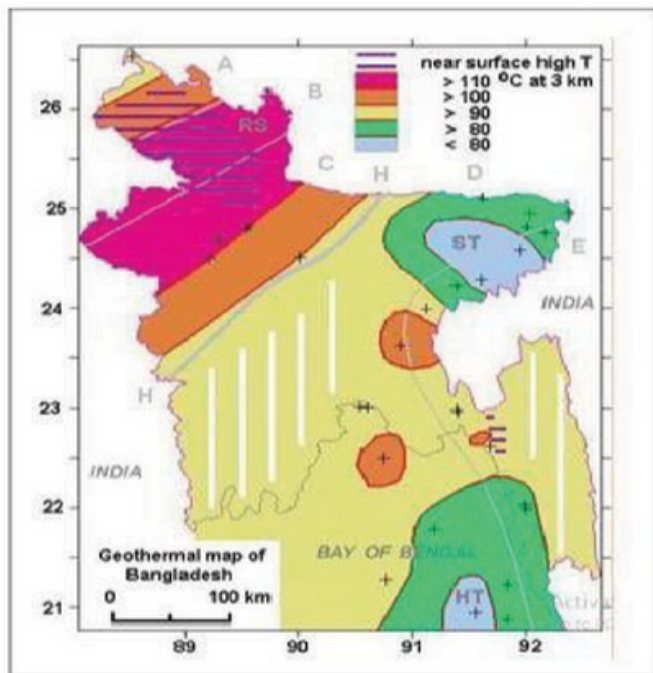 near surface high T
> 110 °C at 3 km
> 100
> 90
> 80
< 80
A
B
RS
C
H
D
ST
E
INDIA
H
INDIA
BAY OF BENGAL
HT
Geothermal map of
Bangladesh
0 100 km
26
25
24
23
22
21
89 90 91 92